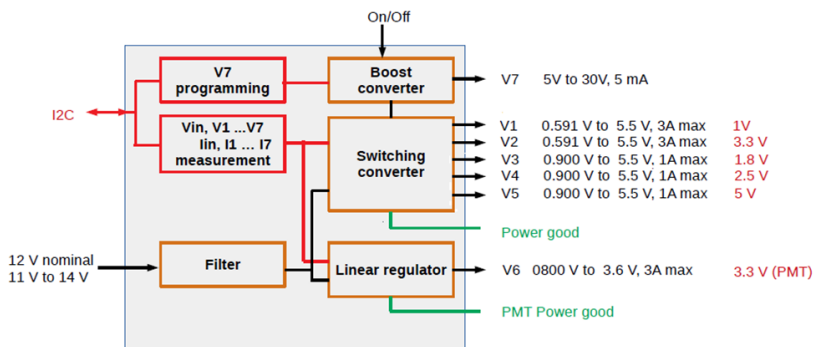 On/Off
V7
programming
Boost
converter
V7 5V to 30V, 5 mA
I2C
Vin, V1 ...V7
Iin, I1 ... I7
measurement
Switching
converter
V1 0.591 V to 5.5 V, 3A max 1V
V2 0.591 V to 5.5 V, 3A max 3.3 V
V3 0.900 V to 5.5 V, 1A max 1.8 V
V4 0.900 V to 5.5 V, 1A max 2.5 V
V5 0.900 V to 5.5 V, 1A max 5 V
Power good
12 V nominal
11 V to 14 V
Filter
Linear regulator
V6 0800 V to 3.6 V, 3A max 3.3 V (PMT)
PMT Power good